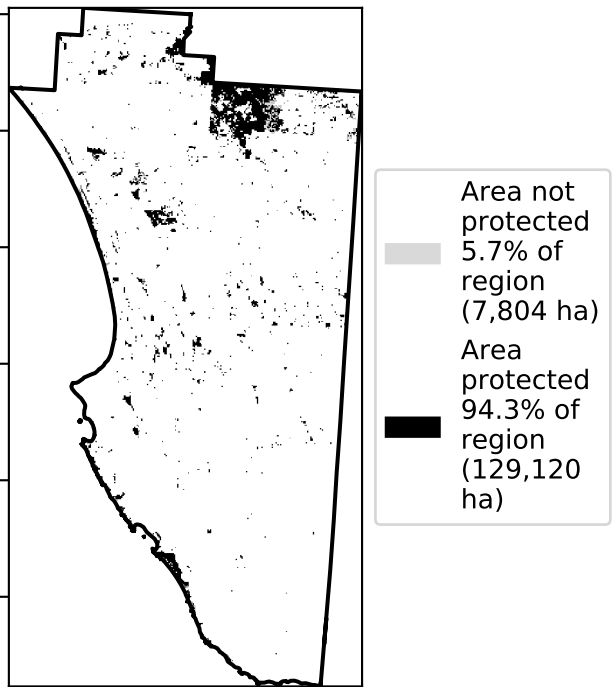 Area not
protected
5.7% of
region
(7,804 ha)
Area
protected
94.3% of
region
(129,120
ha)